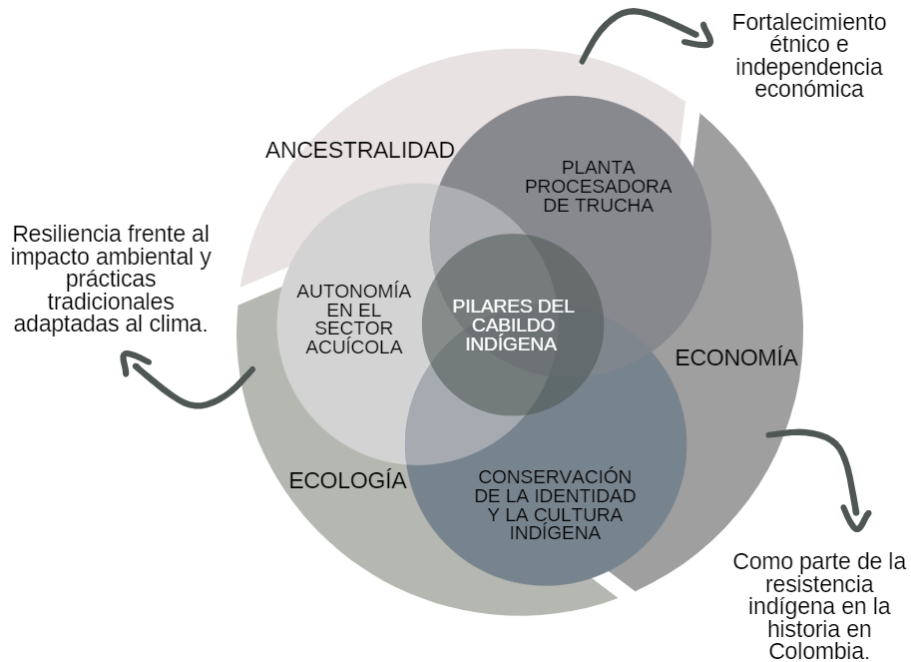 Fortalecimiento
étnico e
independencia
económica
ANCESTRALIDAD
PLANTA
PROCESADORA
DE TRUCHA
Resiliencia frente al
impacto ambiental y
prácticas
tradicionales
adaptadas al clima.
AUTONOMÍA
EN EL
SECTOR
ACUÍCOLA
PILARES DEL
CABILDO
INDÍGENA
ECONOMÍA
ECOLOGÍA
CONSERVACIÓN
DE LA IDENTIDAD
Y LA CULTURA
INDÍGENA
Como parte de la
resistencia
indígena en la
historia en
Colombia.